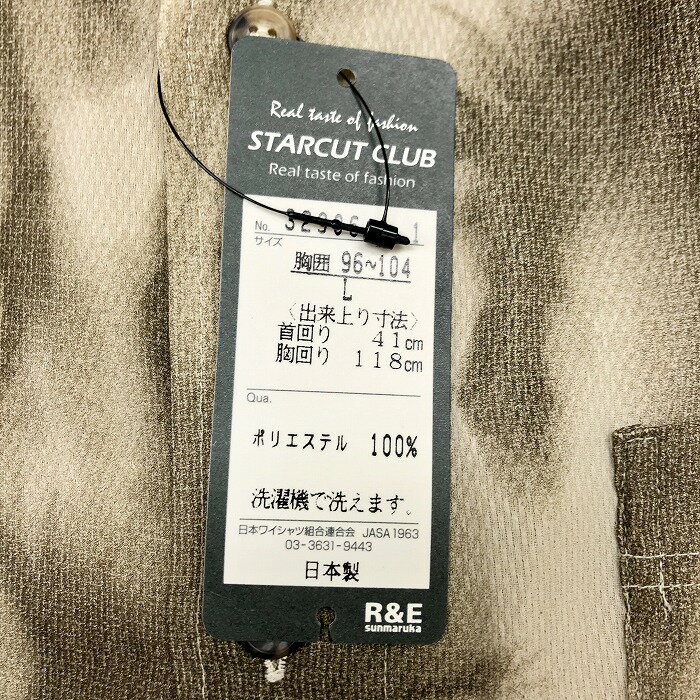 Real taste of fashion
STARCUT CLUB
Real taste of fashion
No.
サイズ
胸囲 96~104
L
〈出来上り寸法〉
首回り 41cm
胸回り 118cm
Qua.
ポリエステル 100%
洗濯機で洗えます。
日本ワイシャツ組合連合会 JASA1963
03-3631-9443
日本製
R&E
sunmaruka